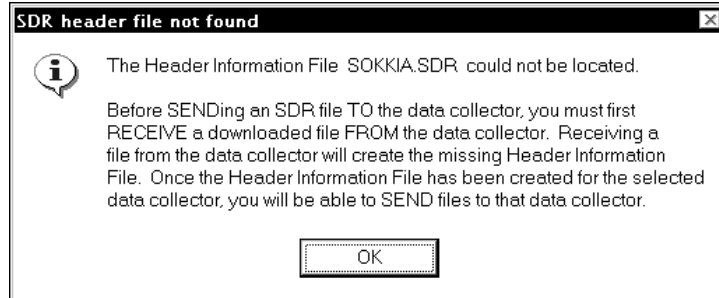 SDR header file not found
The Header Information File SOKKIA.SDR could not be located.
Before SENDing an SDR file TO the data collector, you must first
RECEIVE a downloaded file FROM the data collector. Receiving a
file from the data collector will create the missing Header Information
File. Once the Header Information File has been created for the selected
data collector, you will be able to SEND files to that data collector.
OK